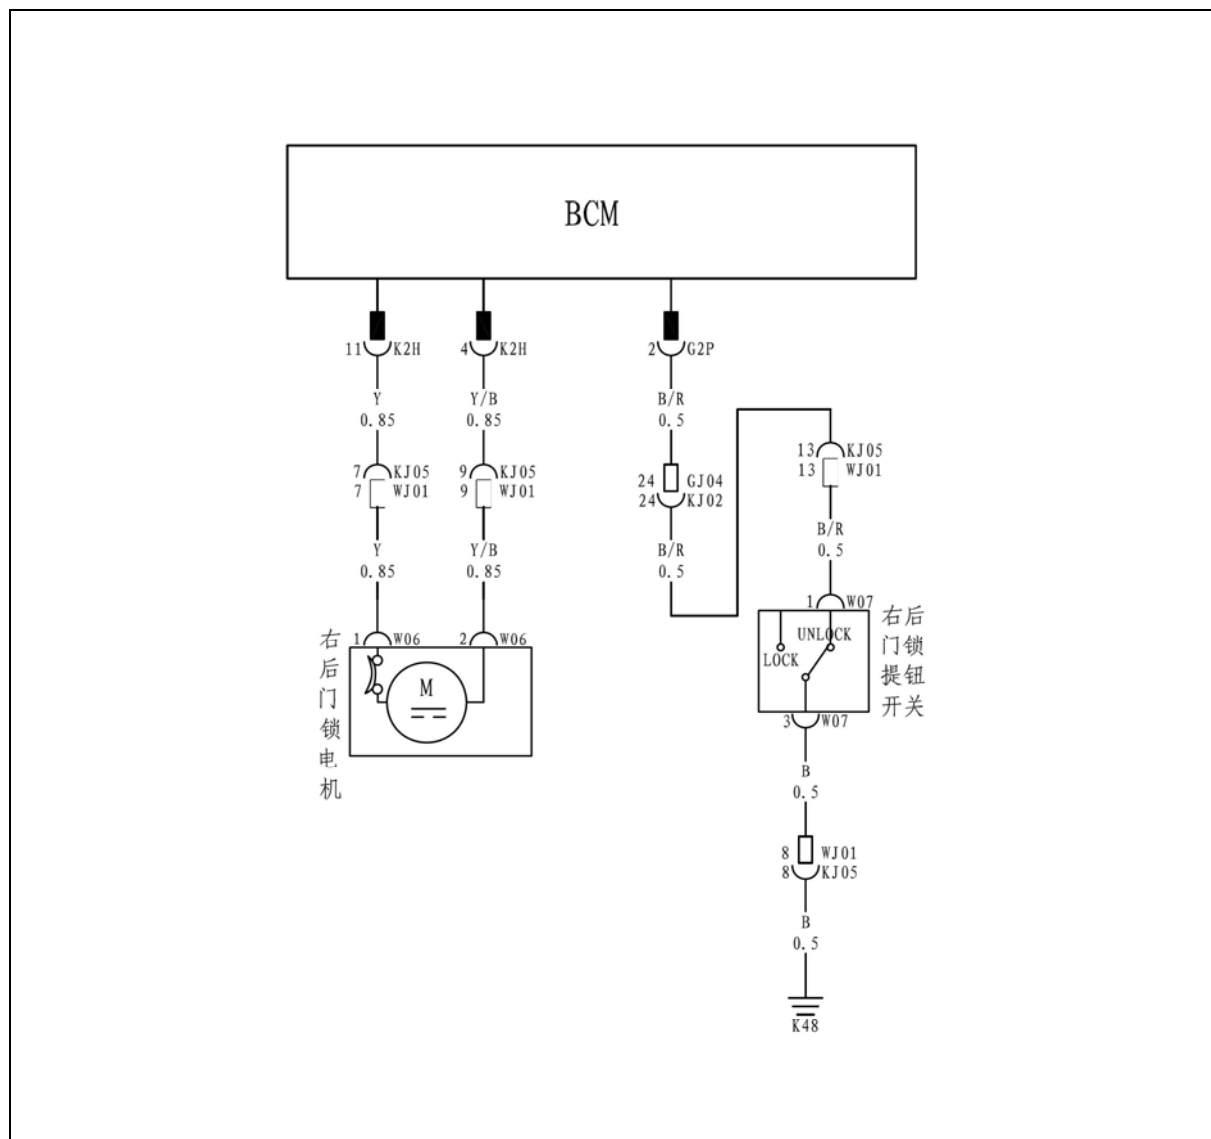 BCM
11 K2H 4 K2H 2 G2P
Y Y/B B/R
0.85 0.85 0.5
13 KJ05
13 WJ01
7 KJ05 9 KJ05
7 WJ01 9 WJ01
24 GJ04
24 KJ02
B/R
0.5
Y Y/B B/R
0.85 0.85 0.5
1 W07
1 W06 2 W06
UNLOCK
LOCK
M
右后门锁电机
右后
门锁
提钮
开关
3 W07
B
0.5
8 WJ01
8 KJ05
B
0.5
K48